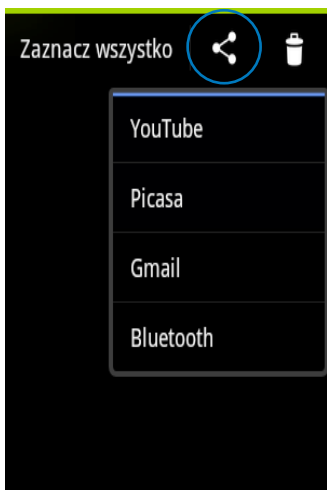 Zaznacz wszystko
YouTube
Picasa
Gmail
Bluetooth